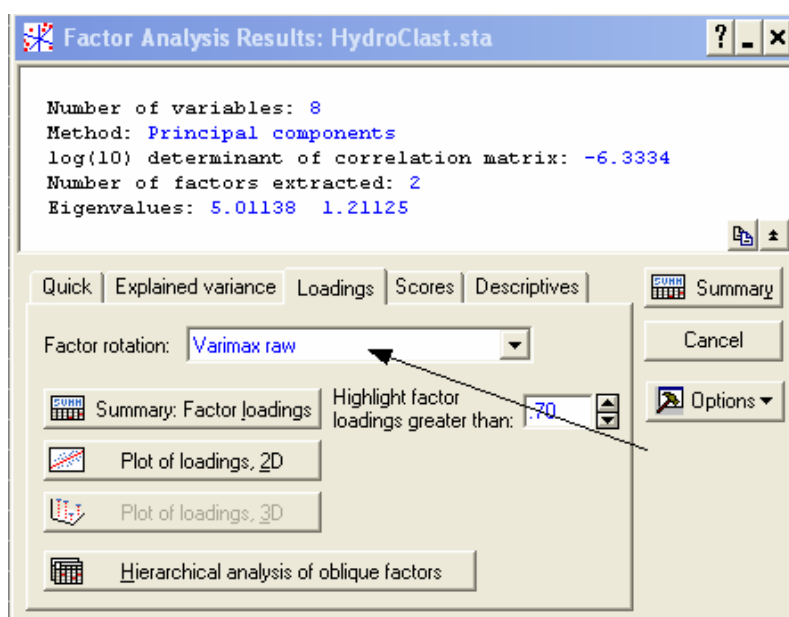 Factor Analysis Results: HydroClast.sta
Number of variables: 8
Method: Principal components
log(10) determinant of correlation matrix: -6.3334
Number of factors extracted: 2
Eigenvalues: 5.01138 1.21125
Quick Explained variance Loadings Scores Descriptives
SUMM Summary
Factor rotation: Varimax raw
Cancel
SUMM Summary: Factor loadings
Highlight factor
loadings greater than: .70
Options
Plot of loadings, 2D
Plot of loadings, 3D
Hierarchical analysis of oblique factors